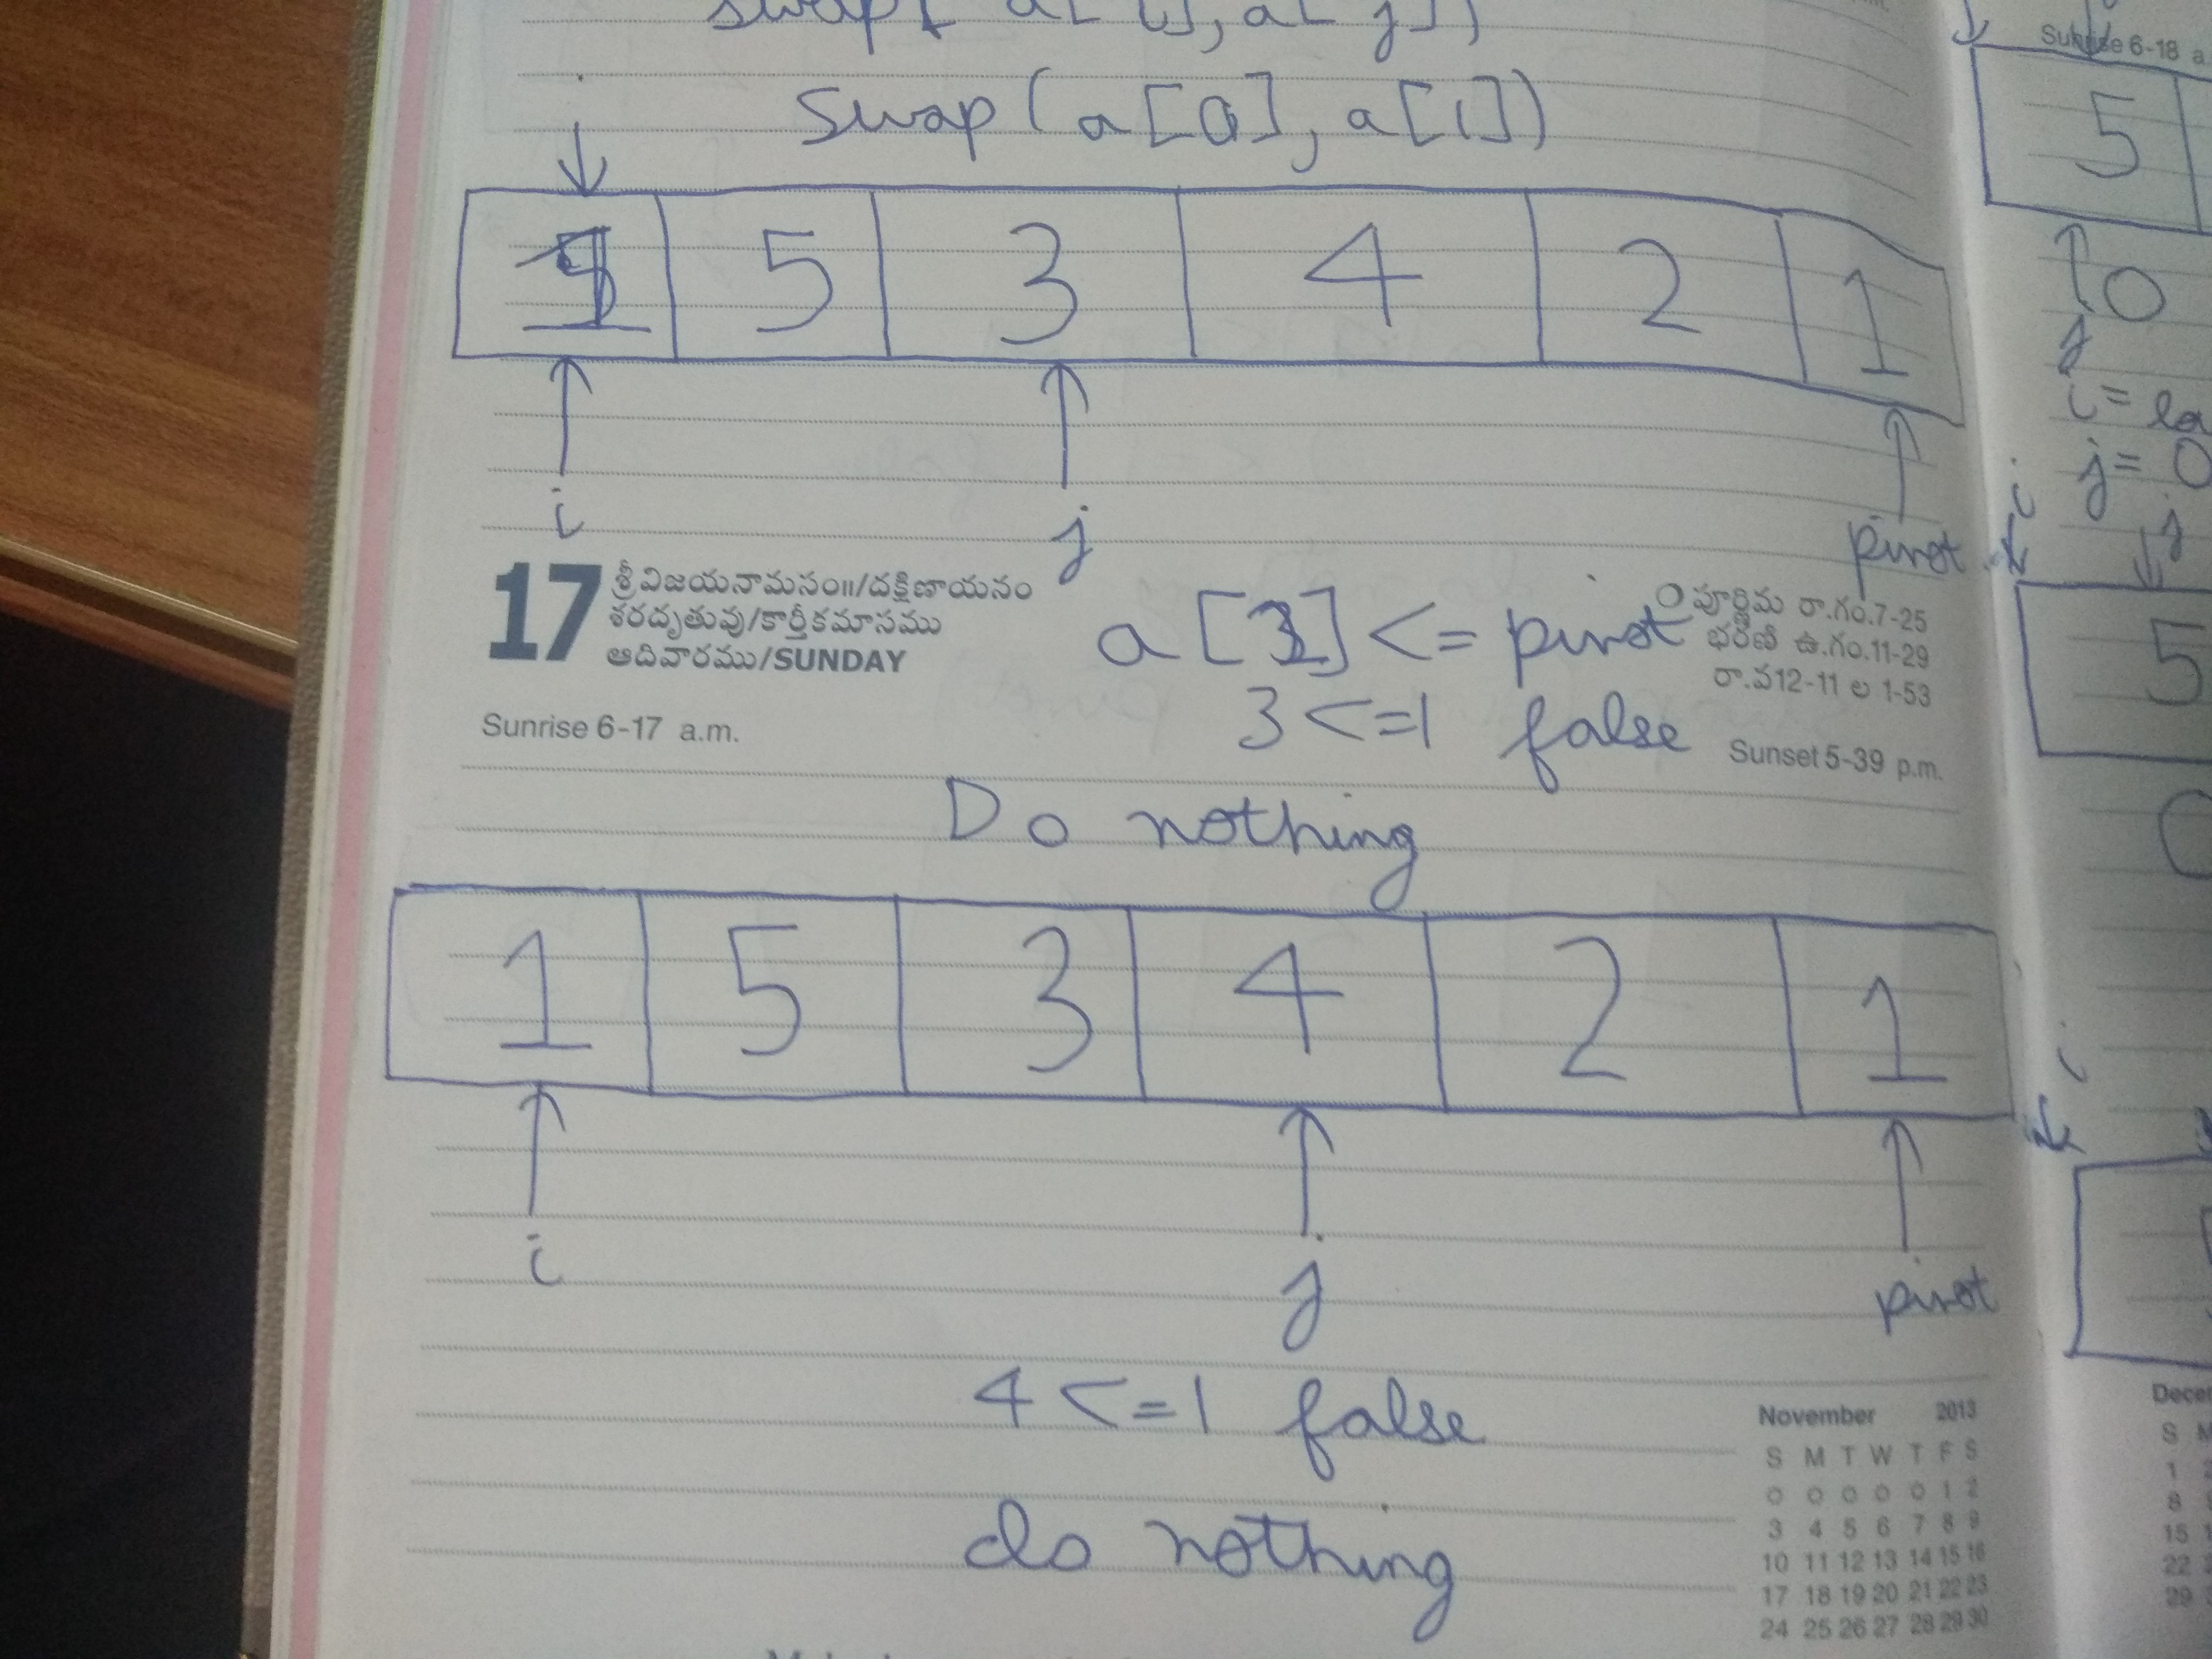 swap( a[i], a[j])
swap(a[0], a[1])
5 3 4 2 1
i j pivot
17 శ్రీ విజయనామసం॥/దక్షిణాయనం
శరదృతువు/కార్తీకమాసము
ఆదివారము/SUNDAY
పూర్ణిమ రా.గం.7-25
భరణి ఉ.గం.11-29
రా.వ12-11 ల 1-53
a[2] <= pivot
3 <=1 false
Sunrise 6-17 a.m.
Sunset 5-39 p.m.
Do nothing
1 5 3 4 2 1
i j pivot
4 <=1 false
do nothing
November 2013
S M T W T F S
0 0 0 0 0 1 2
3 4 5 6 7 8 9
10 11 12 13 14 15 16
17 18 19 20 21 22 23
24 25 26 27 28 29 30
Sunrise 6-18 a
5
0
j
i=
j= 0
i
j
5
i
S M
1
8
15
22
29